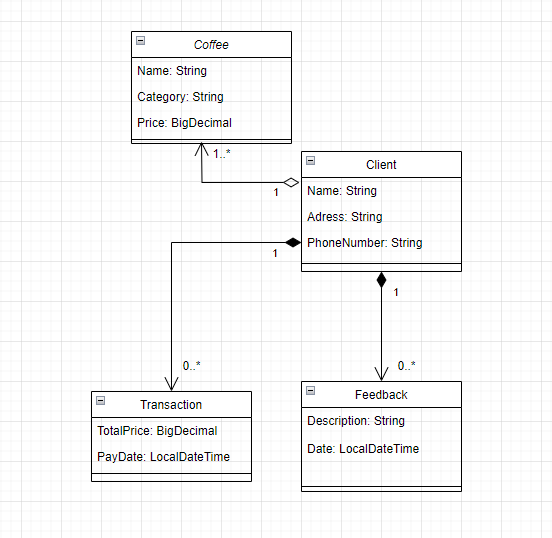 Coffee
Name: String
Category: String
Price: BigDecimal
1..*
1
Client
Name: String
Adress: String
PhoneNumber: String
1
1
0..*
0..*
Transaction
TotalPrice: BigDecimal
PayDate: LocalDateTime
Feedback
Description: String
Date: LocalDateTime